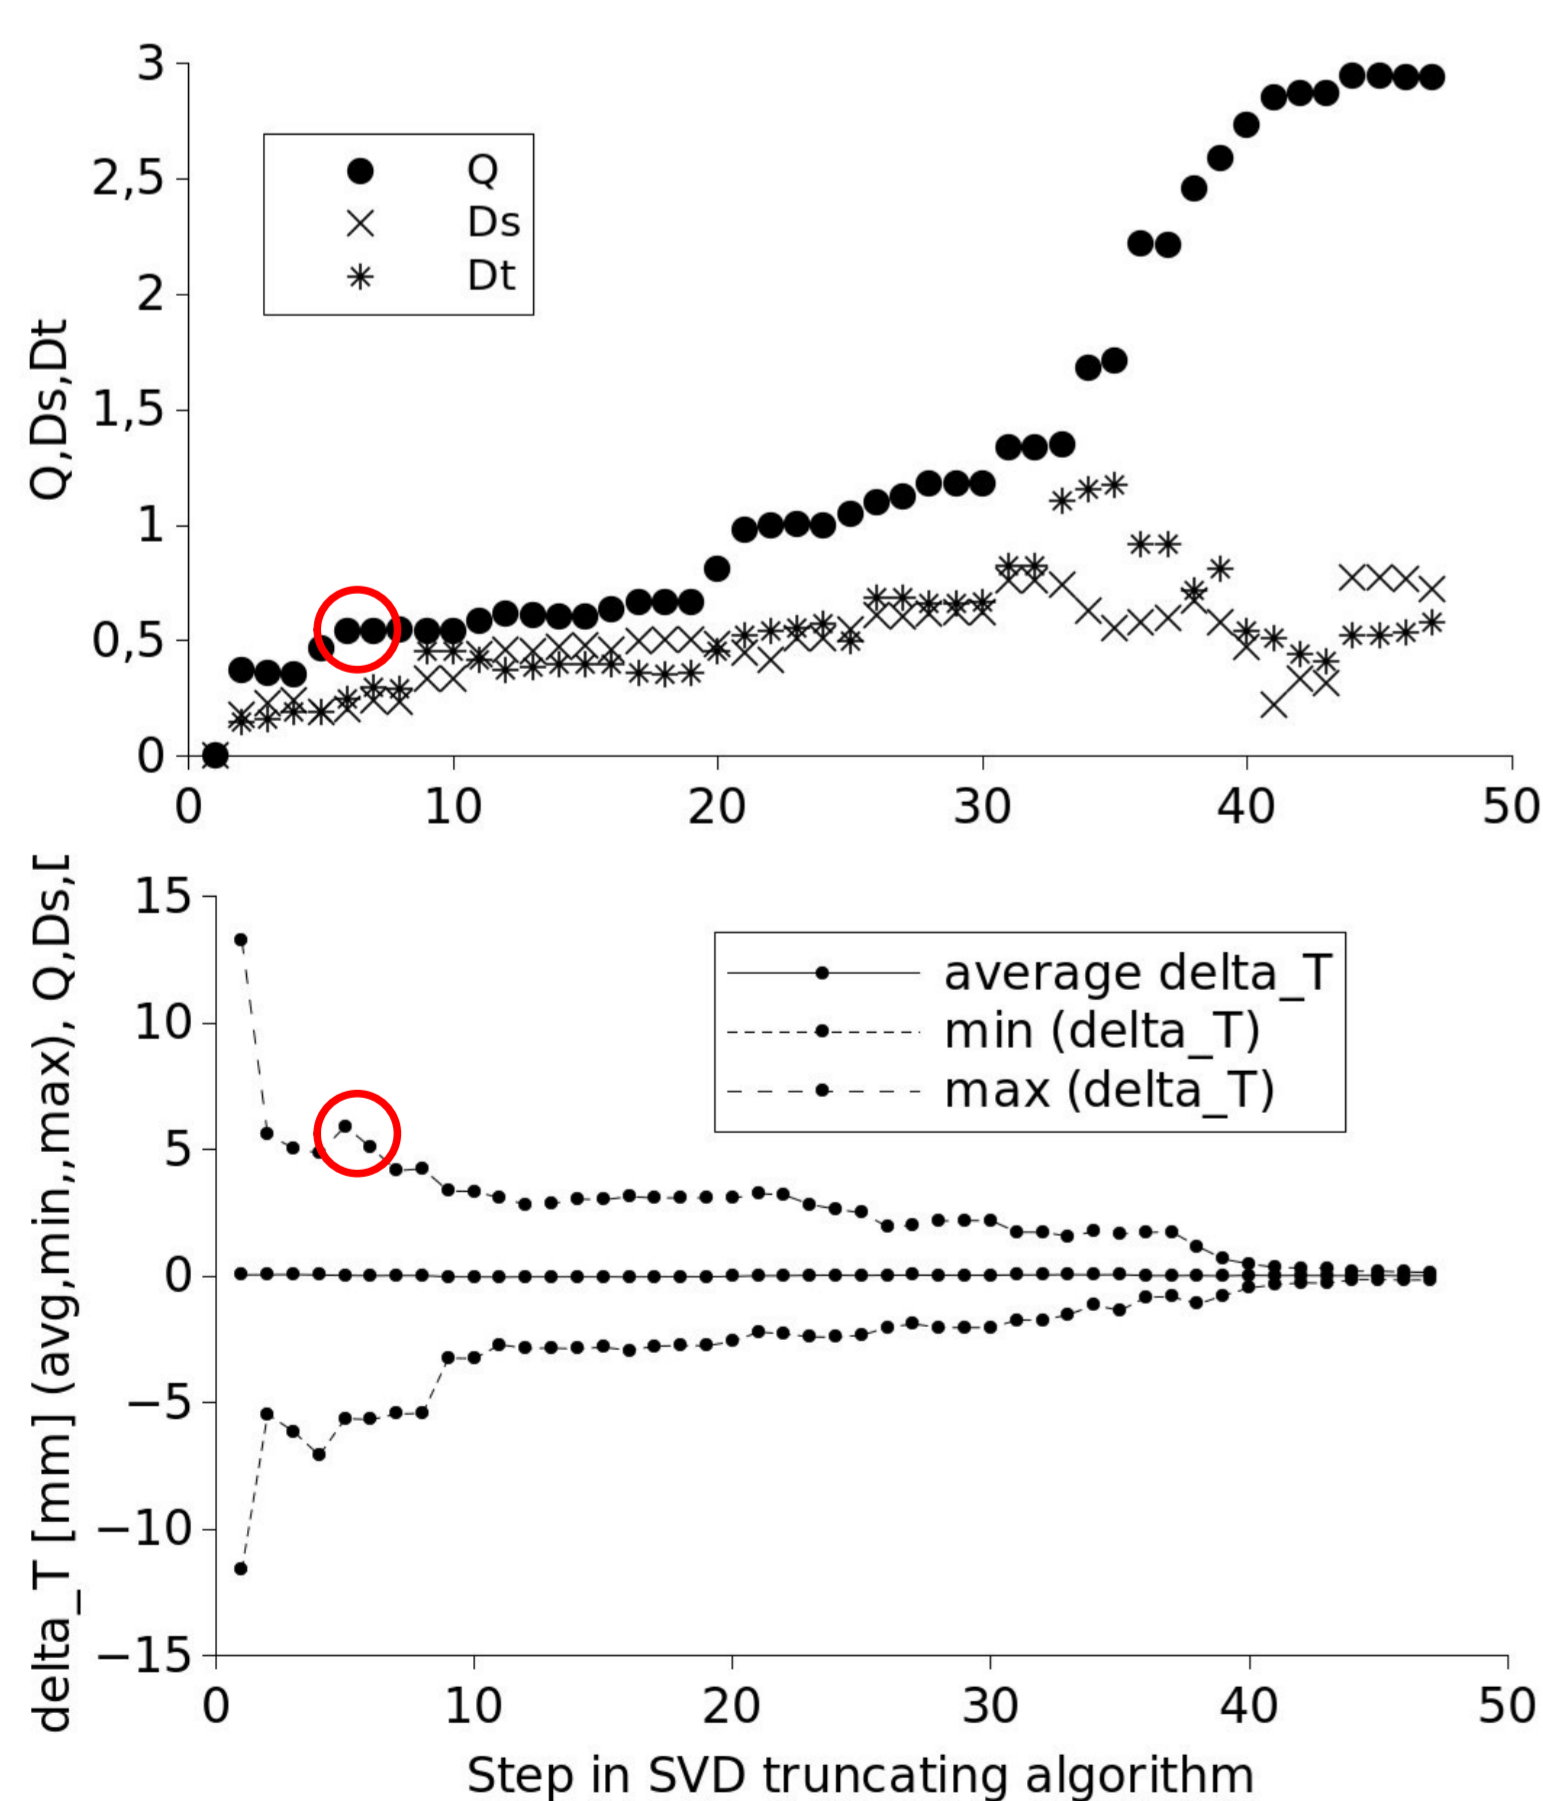 3
2,5
2
1,5
1
0,5
0
Q,Ds,Dt
Q
Ds
Dt
0 10 20 30 40 50
15
10
5
0
−5
−10
−15
delta_T [mm] (avg,min,,max), Q,Ds,
average delta_T
min (delta_T)
max (delta_T)
0 10 20 30 40 50
Step in SVD truncating algorithm